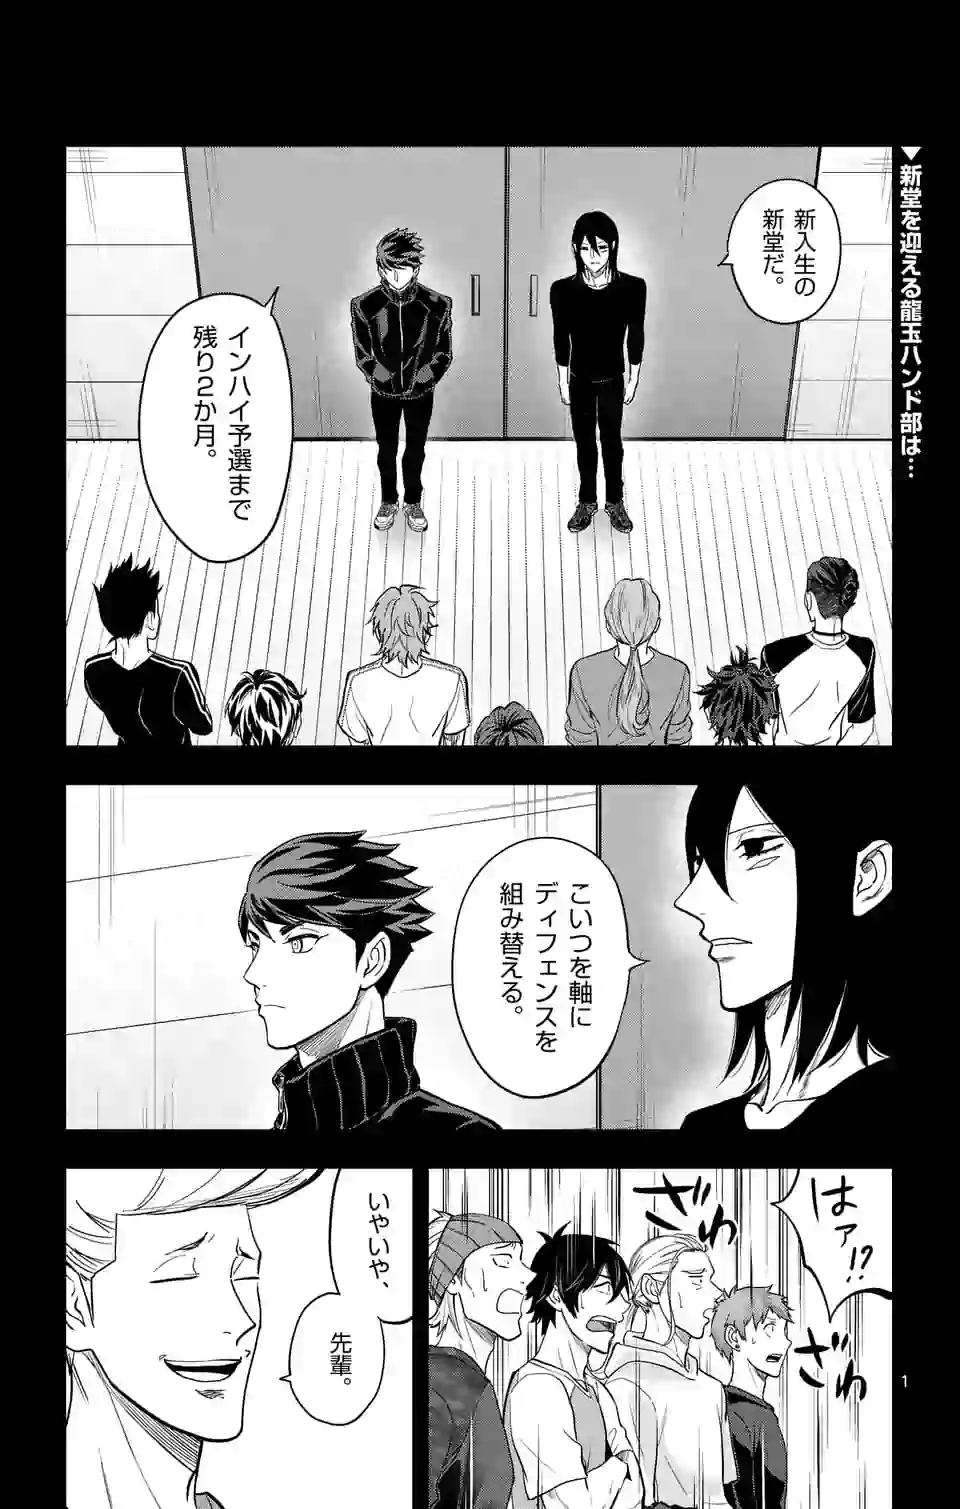 ▼新堂を迎える龍玉ハンド部は…
新入生の
新堂だ。
インハイ予選まで
残り2か月。
こいつを軸に
ディフェンスを
組み替える。
はァ!?
ざわ
ざわ
いやいや、
先輩。
1